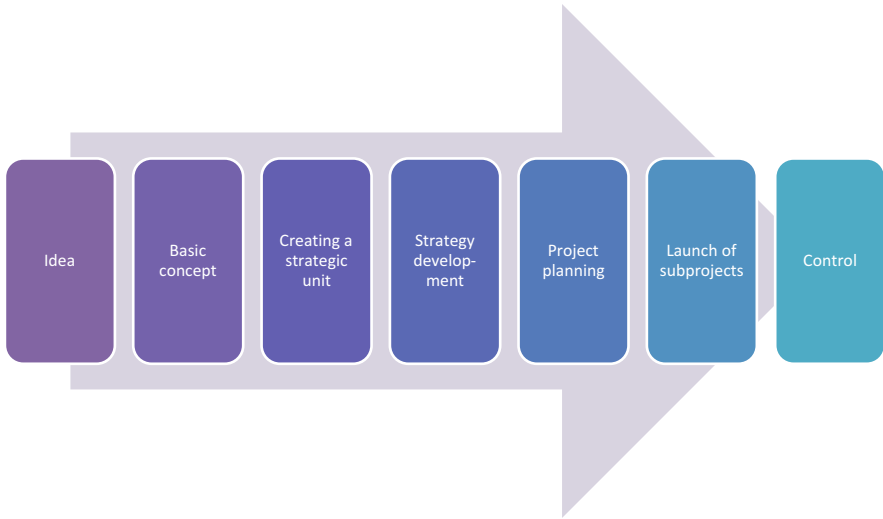 Idea
Basic
concept
Creating a
strategic
unit
Strategy
develop-
ment
Project
planning
Launch of
subprojects
Control